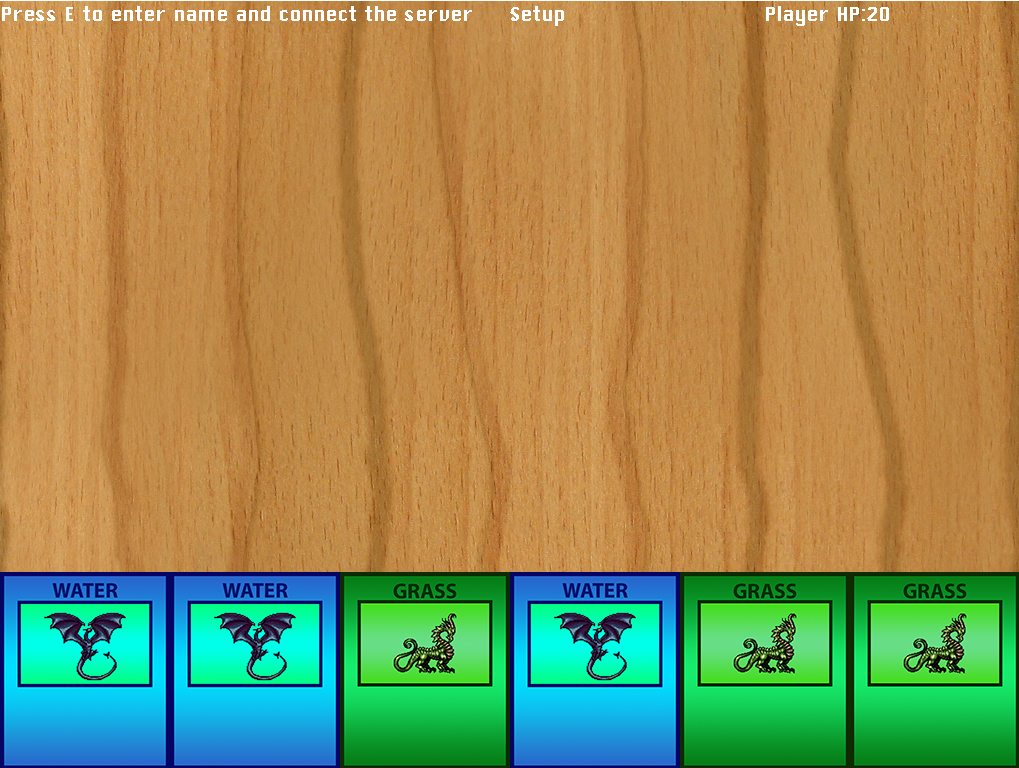 Press E to enter name and connect the server
Setup
Player HP:20
WATER
WATER
GRASS
WATER
GRASS
GRASS